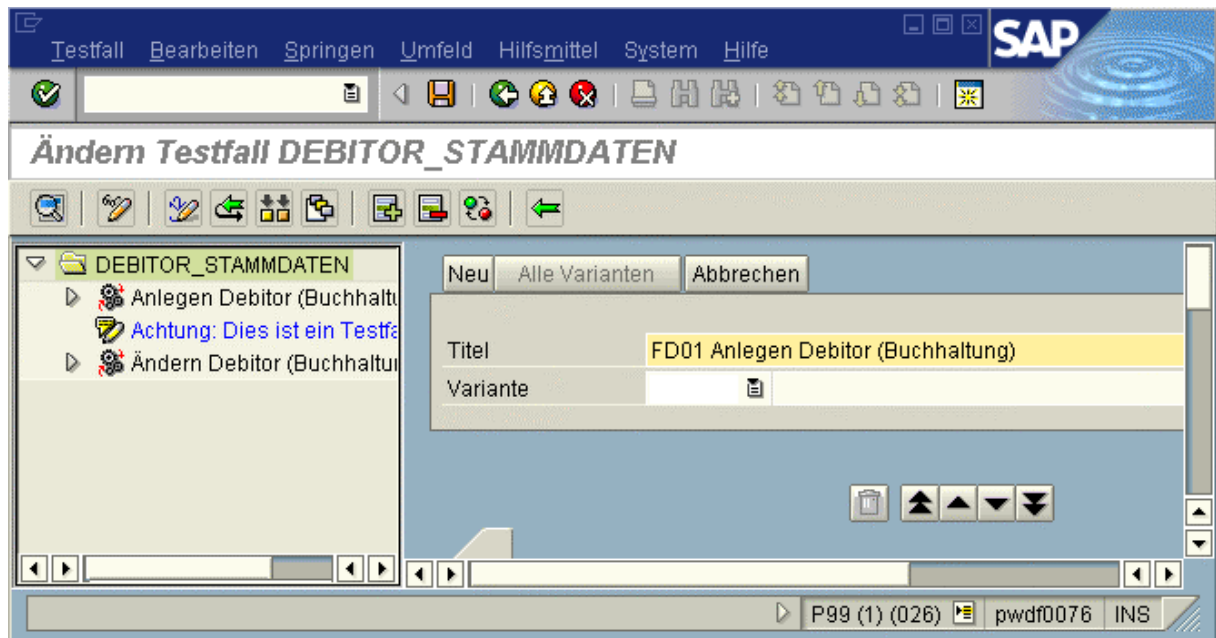 Testfall Bearbeiten Springen Umfeld Hilfsmittel System Hilfe
SAP
Ändern Testfall DEBITOR_STAMMDATEN
DEBITOR_STAMMDATEN
Anlegen Debitor (Buchhaltu
Achtung: Dies ist ein Testfa
Ändern Debitor (Buchhaltun
Neu Alle Varianten Abbrechen
Titel FD01 Anlegen Debitor (Buchhaltung)
Variante
P99 (1) (026) pwdf0076 INS